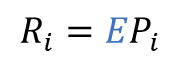 R_i = EP_i